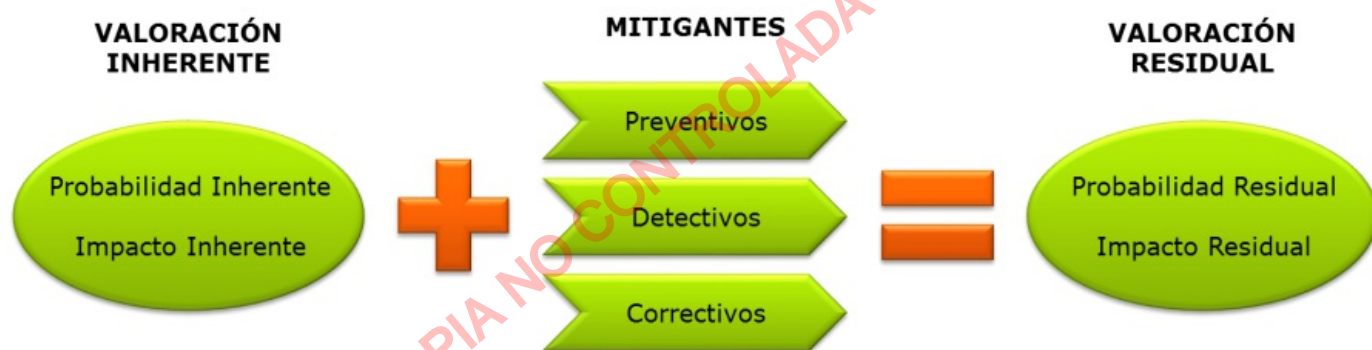 VALORACIÓN
INHERENTE
Probabilidad Inherente
Impacto Inherente
MITIGANTES
Preventivos
Detectivos
Correctivos
VALORACIÓN
RESIDUAL
Probabilidad Residual
Impacto Residual
PIA NO CONTROLADA